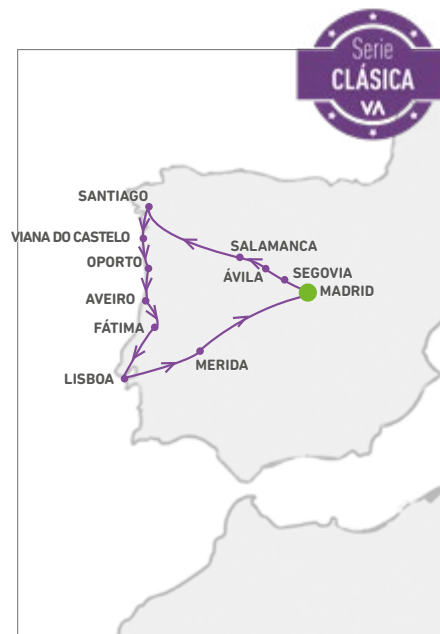 Serie
CLÁSICA
VA
SANTIAGO
VIANA DO CASTELO
SALAMANCA
OPORTO
ÁVILA
SEGOVIA
MADRID
AVEIRO
FÁTIMA
MERIDA
LISBOA